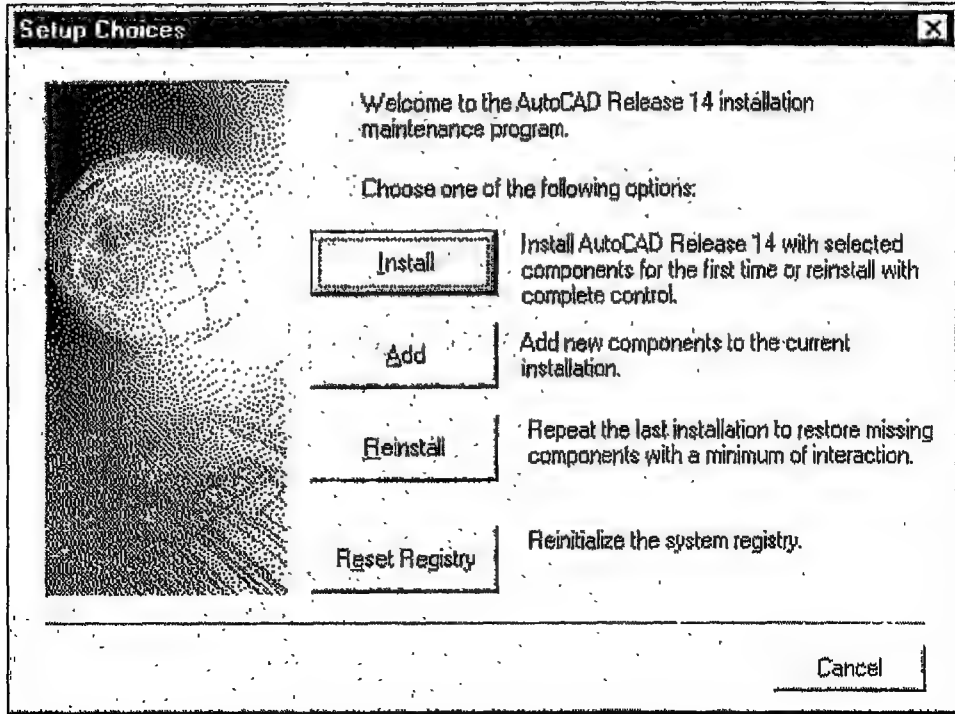 Setup Choices
Welcome to the AutoCAD Release 14 installation
maintenance program.
Choose one of the following options:
Install
Install AutoCAD Release 14 with selected
components for the first time or reinstall with
complete control.
Add
Add new components to the current
installation.
Reinstall
Repeat the last installation to restore missing
components with a minimum of interaction.
Reset Registry
Reinitialize the system registry.
Cancel